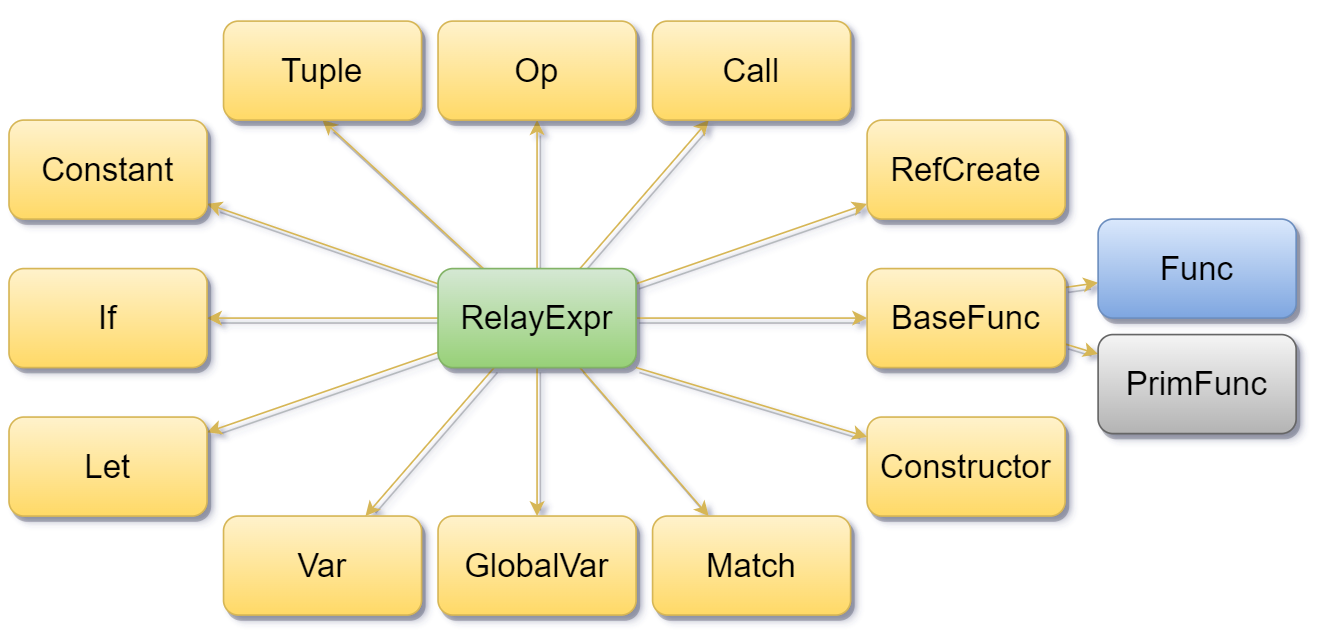 Tuple
Op
Call
Constant
RefCreate
Func
If
RelayExpr
BaseFunc
PrimFunc
Let
Constructor
Var
GlobalVar
Match